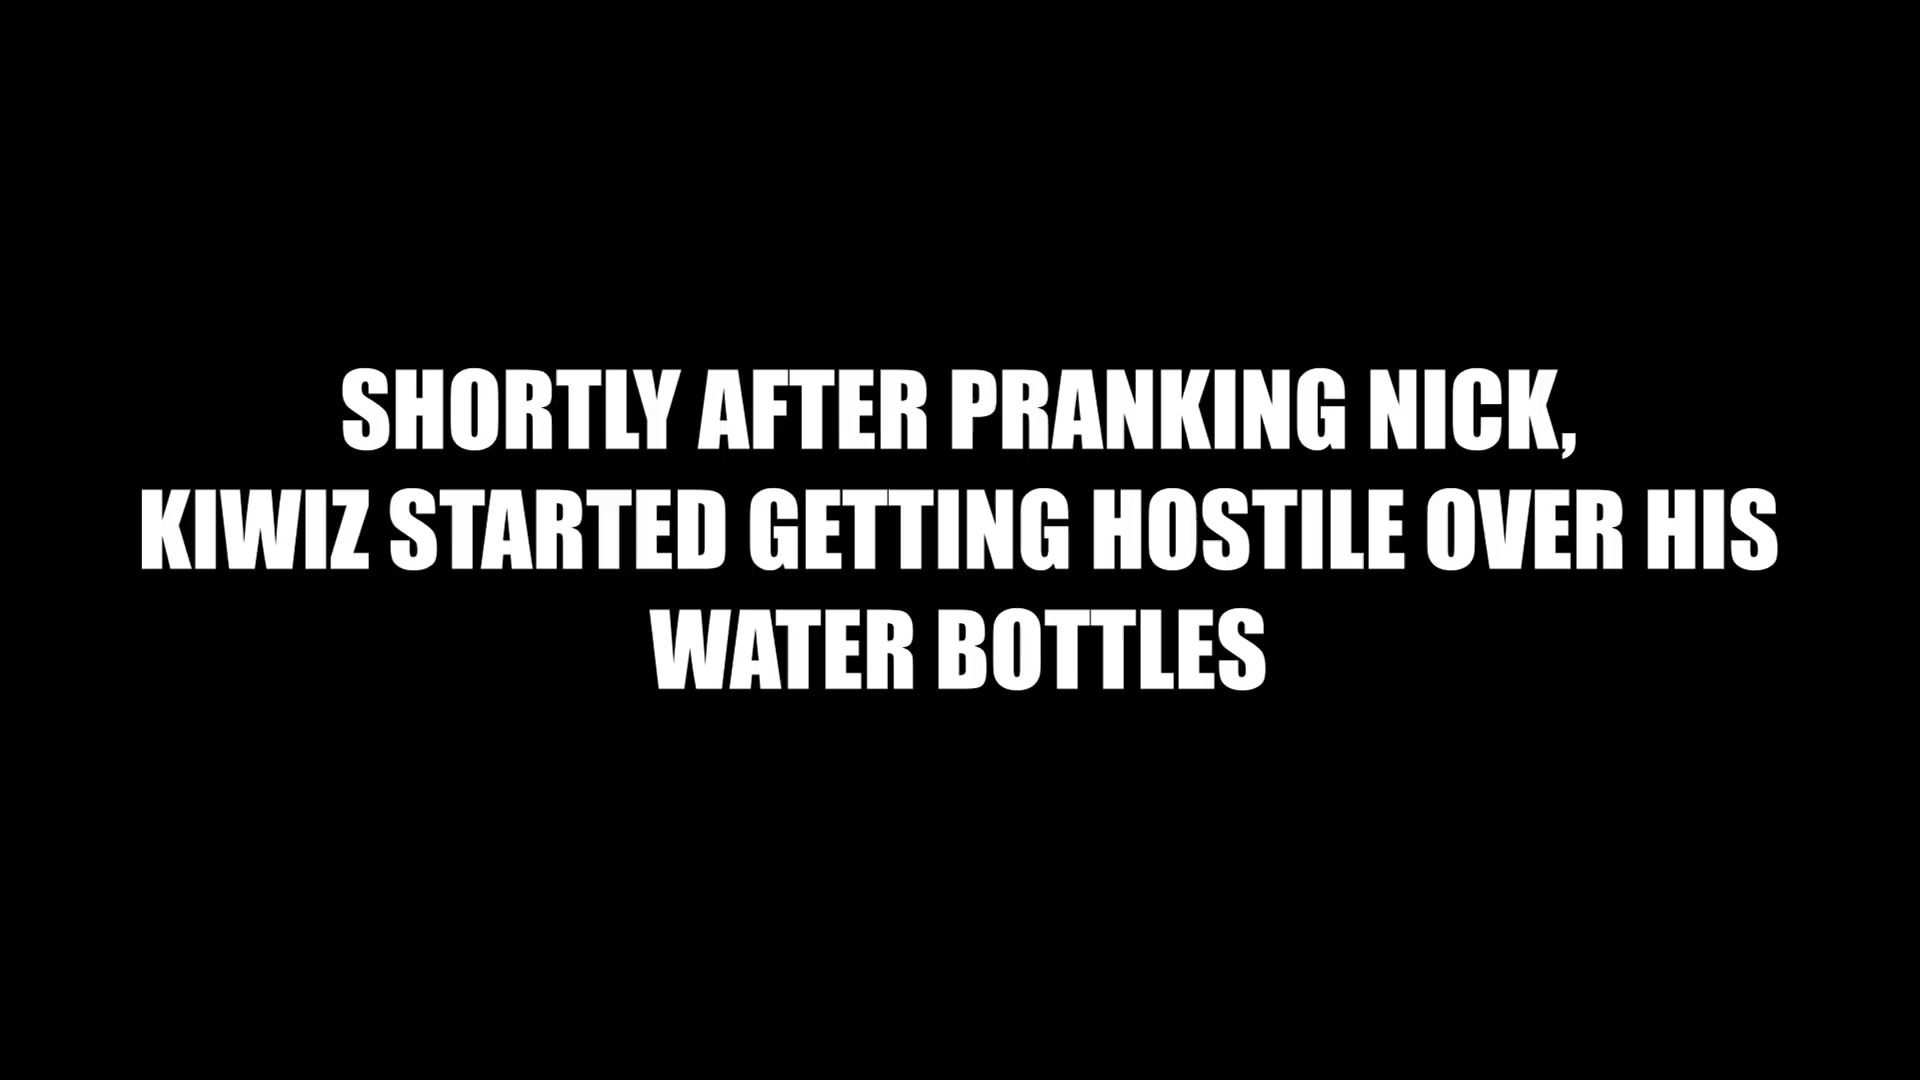 SHORTLY AFTER PRANKING NICK,
KIWIZ STARTED GETTING HOSTILE OVER HIS
WATER BOTTLES